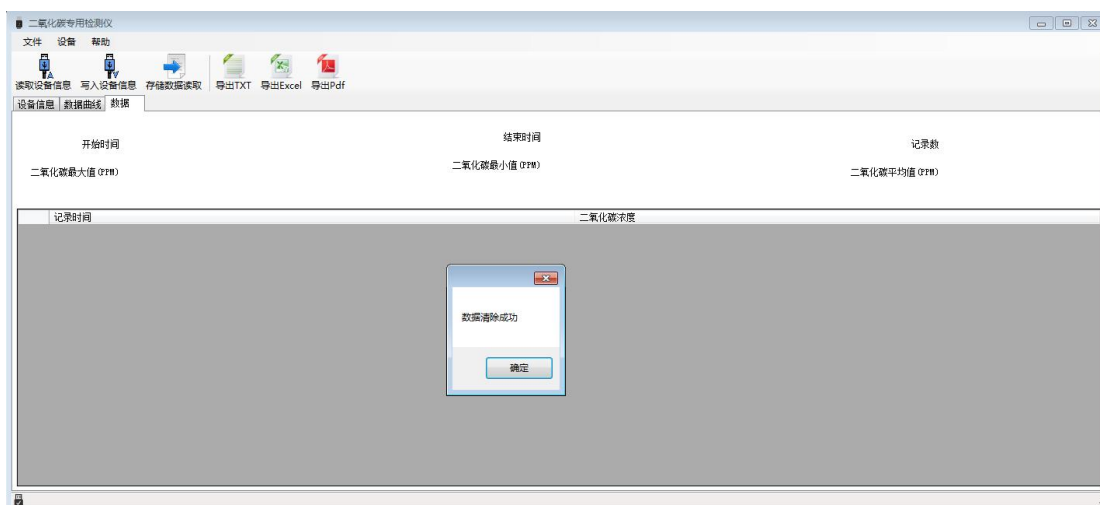 二氧化碳专用检测仪
文件 设备 帮助
读取设备信息 写入设备信息 存储数据读取 导出TXT 导出Excel 导出Pdf
设备信息 数据曲线 数据
开始时间 结束时间 记录数
二氧化碳最大值(PPM) 二氧化碳最小值(PPM) 二氧化碳平均值(PPM)
记录时间 二氧化碳浓度
数据清除成功
确定